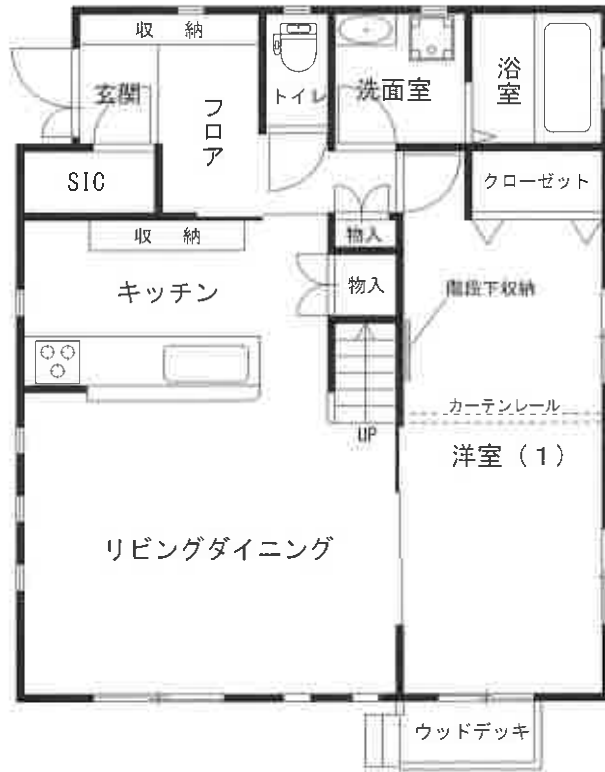 収 納
玄関
フロア
トイレ
洗面室
浴室
SIC
クローゼット
収 納
物入
キッチン
物入
階段下収納
カーテンレール
UP
洋室（1）
リビングダイニング
ウッドデッキ